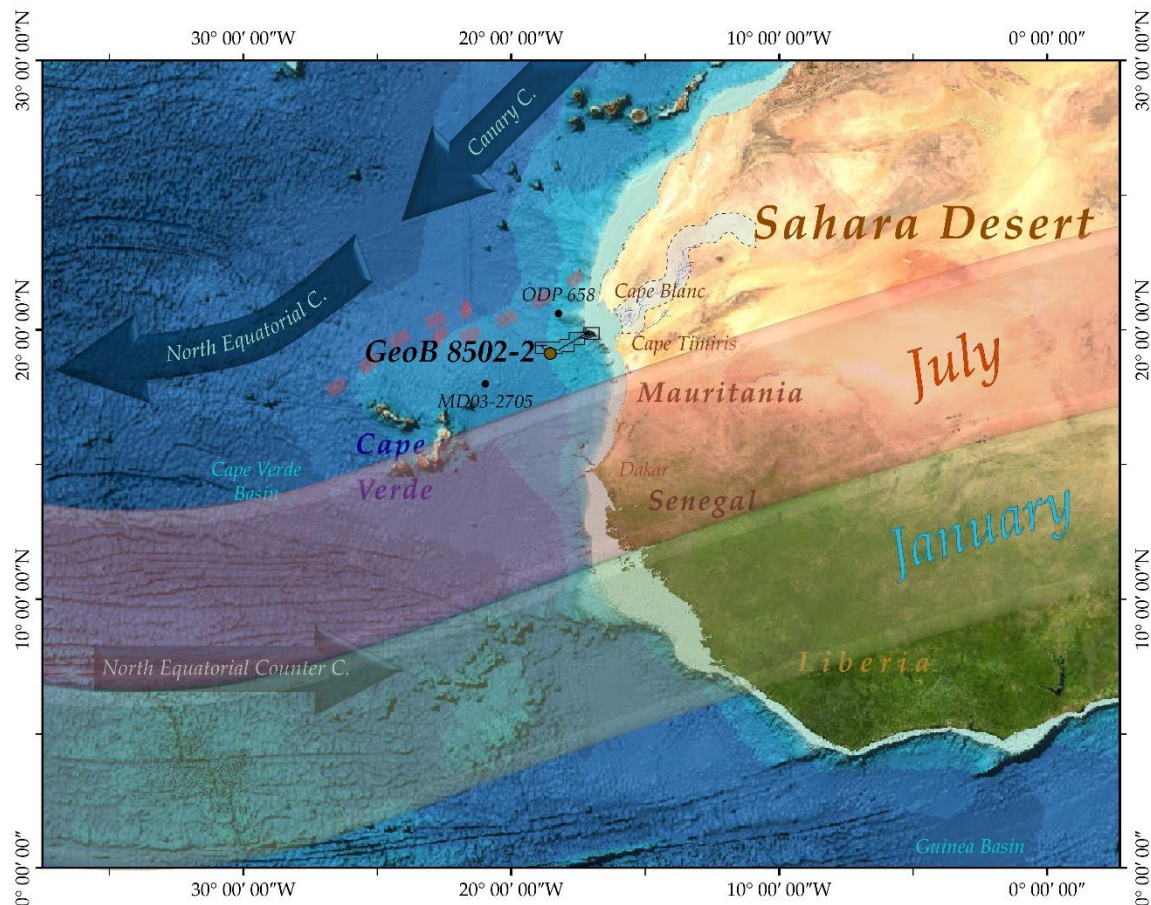 30° 00′ 00″W
20° 00′ 00″W
10° 00′ 00″W
0° 00′ 00″
30° 00′ 00″N
30° 00′ 00″N
Canary C.
Sahara Desert
ODP 658
Cape Blanc
North Equatorial C.
20° 00′ 00″N
20° 00′ 00″N
GeoB 8502-2
Cape Timiris
July
MD03-2705
Mauritania
Cape
Verde
Cape Verde
Basin
Dakar
Senegal
January
10° 00′ 00″N
10° 00′ 00″N
North Equatorial Counter C.
Liberia
Guinea Basin
0° 00′ 00″
0° 00′ 00″
30° 00′ 00″W
20° 00′ 00″W
10° 00′ 00″W
0° 00′ 00″